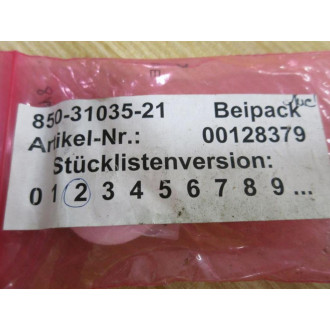 850-31035-21 Beipack
Artikel-Nr.: 00128379
Stücklistenversion:
0 1 2 3 4 5 6 7 8 9 ...